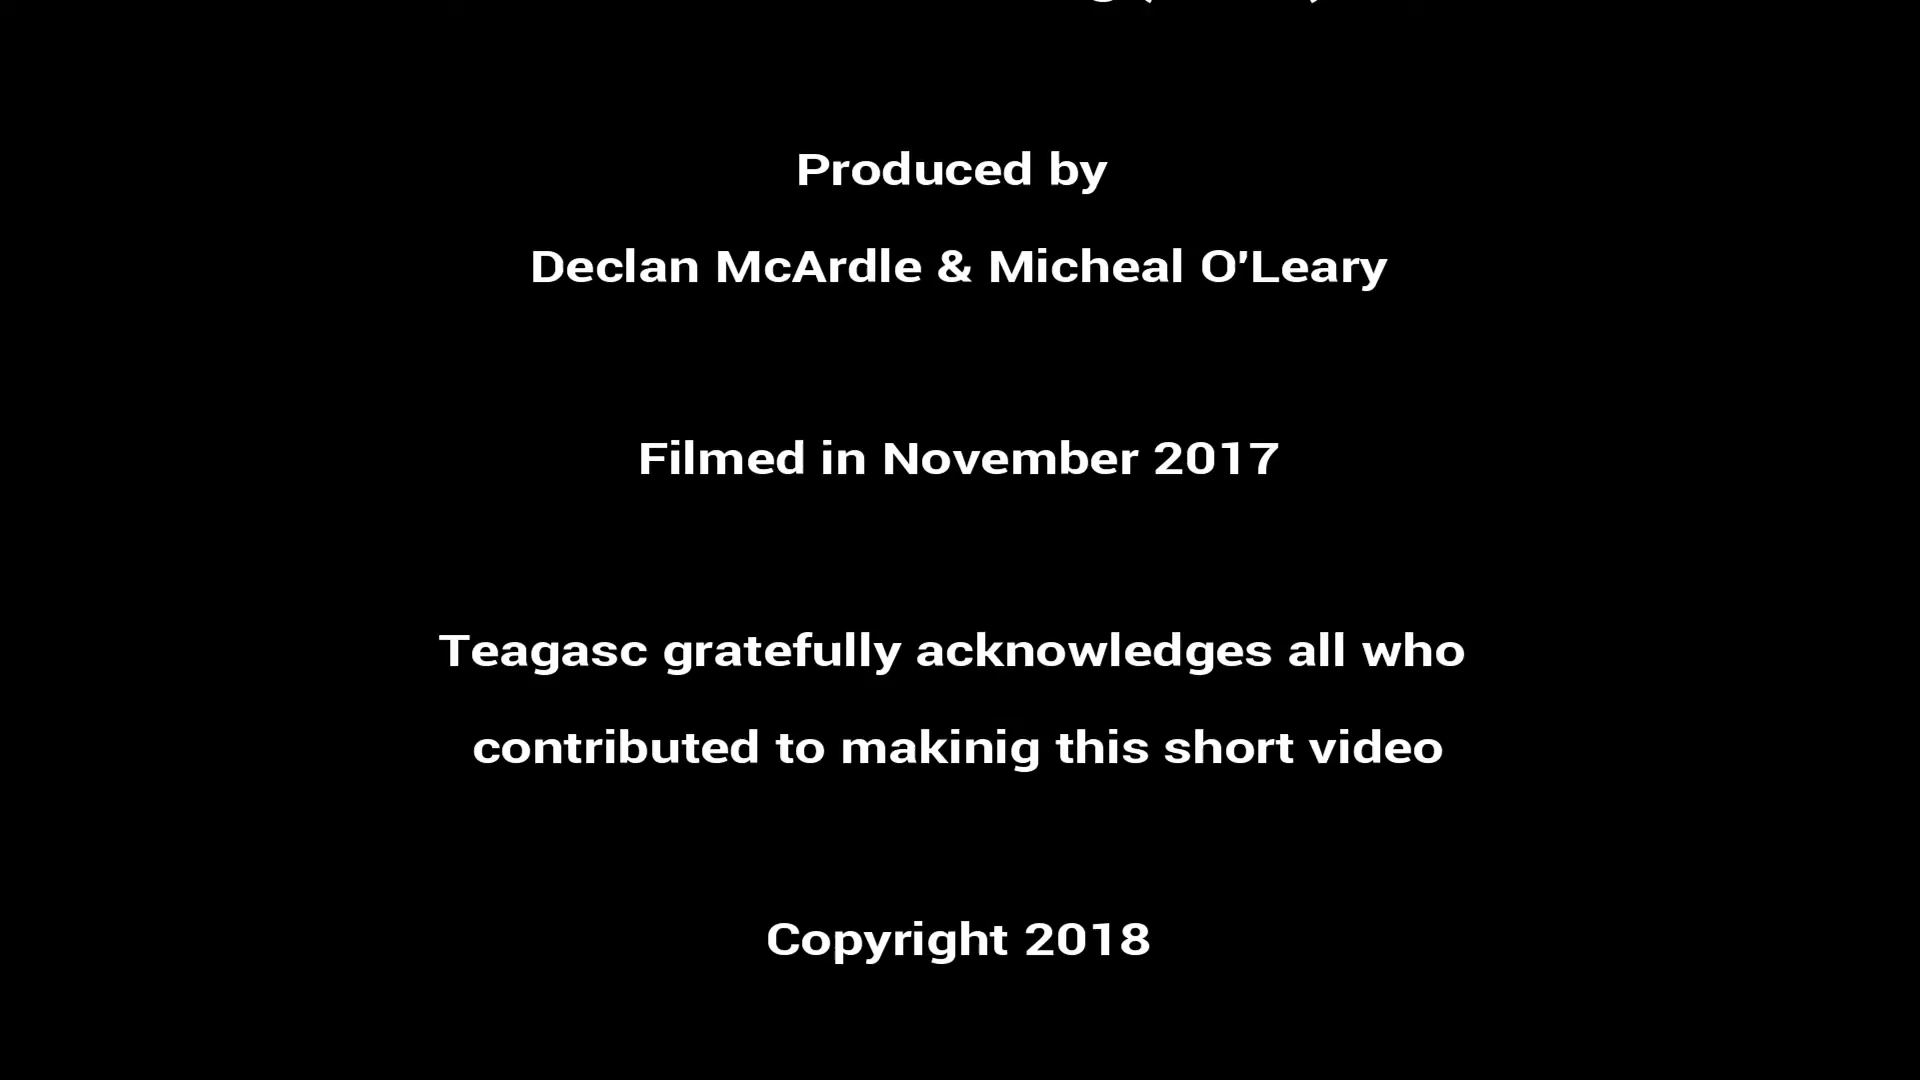 Produced by
Declan McArdle & Micheal O'Leary
Filmed in November 2017
Teagasc gratefully acknowledges all who
contributed to makinig this short video
Copyright 2018